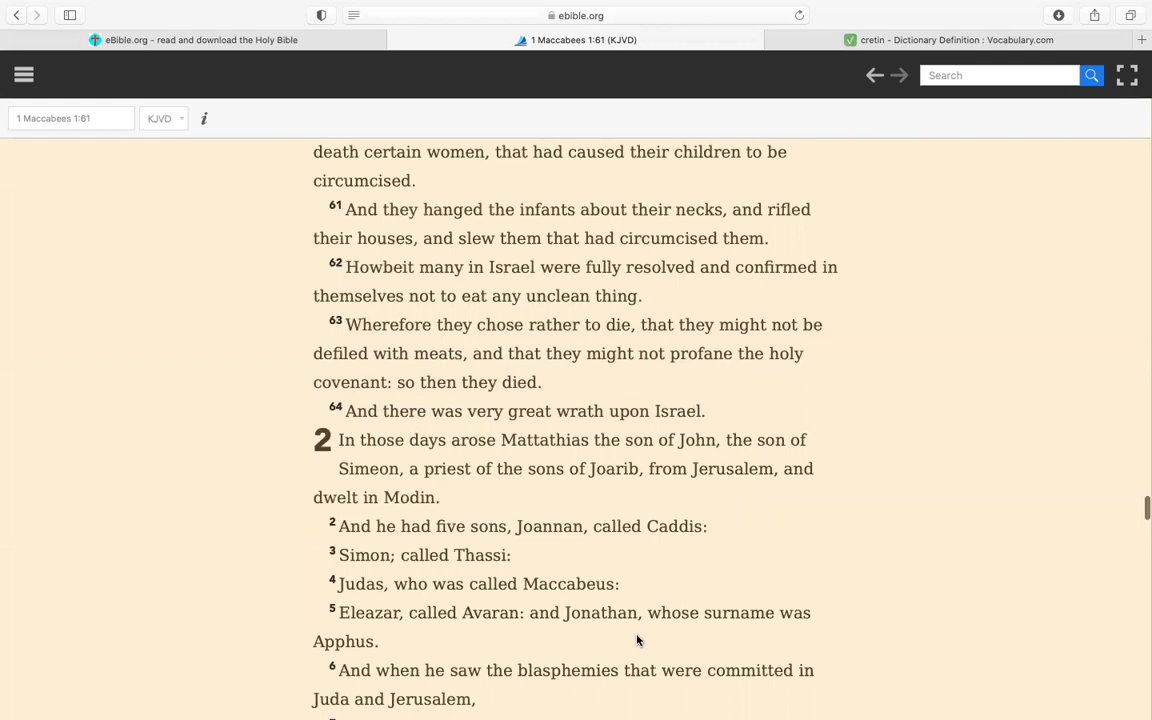 ebible.org
eBible.org - read and download the Holy Bible
1 Maccabees 1:61 (KJVD)
cretin - Dictionary Definition : Vocabulary.com
Search
1 Maccabees 1:61
KJVD
i
death certain women, that had caused their children to be
circumcised.
61 And they hanged the infants about their necks, and rifled
their houses, and slew them that had circumcised them.
62 Howbeit many in Israel were fully resolved and confirmed in
themselves not to eat any unclean thing.
63 Wherefore they chose rather to die, that they might not be
defiled with meats, and that they might not profane the holy
covenant: so then they died.
64 And there was very great wrath upon Israel.
2 In those days arose Mattathias the son of John, the son of
Simeon, a priest of the sons of Joarib, from Jerusalem, and
dwelt in Modin.
2 And he had five sons, Joannan, called Caddis:
3 Simon; called Thassi:
4 Judas, who was called Maccabeus:
5 Eleazar, called Avaran: and Jonathan, whose surname was
Apphus.
6 And when he saw the blasphemies that were committed in
Juda and Jerusalem,